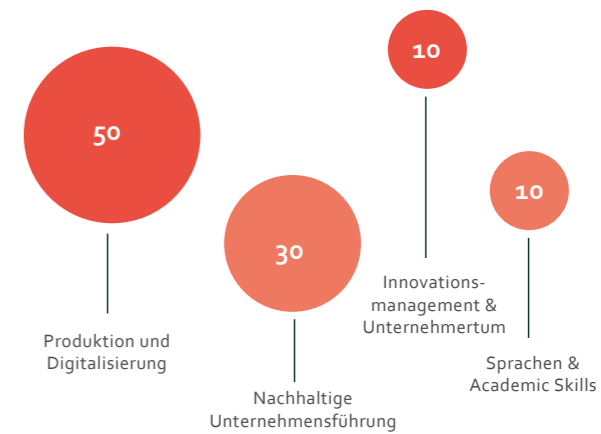 50
Produktion und
Digitalisierung
30
Nachhaltige
Unternehmensführung
10
Innovations-
management &
Unternehmertum
10
Sprachen &
Academic Skills